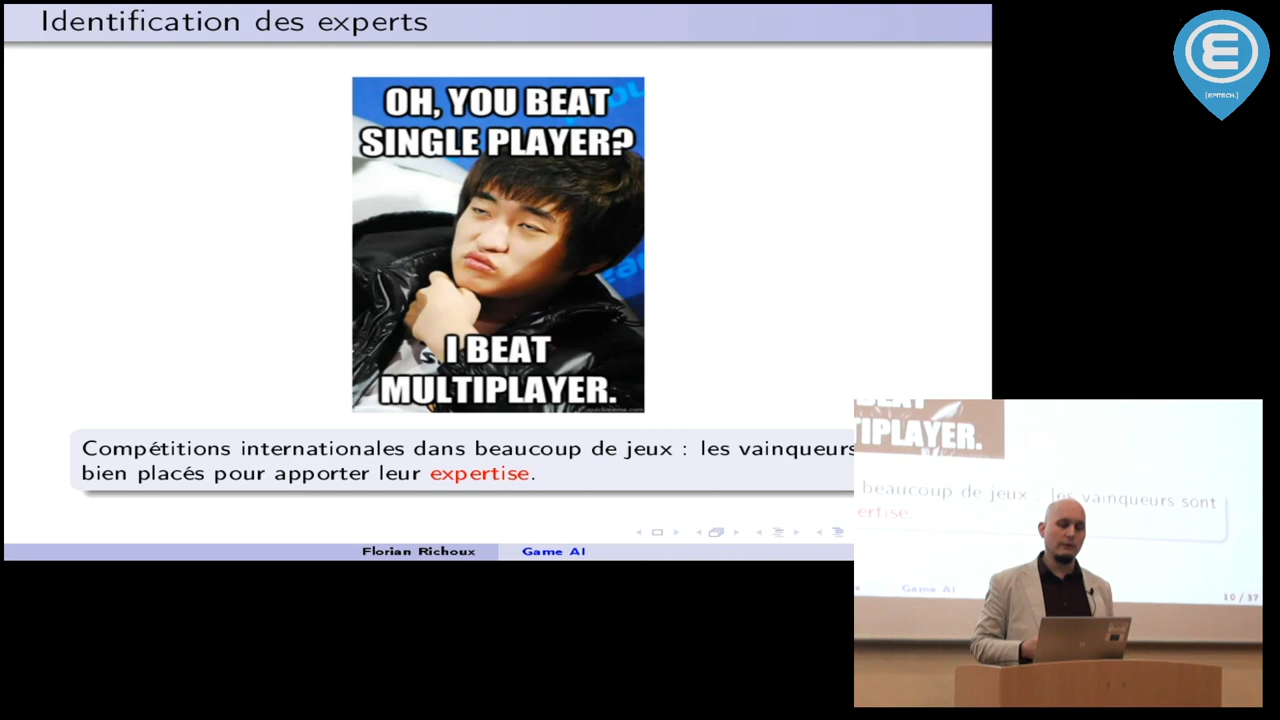 Identification des experts
OH, YOU BEAT
SINGLE PLAYER?
I BEAT
MULTIPLAYER.
Compétitions internationales dans beaucoup de jeux : les vainqueurs
bien placés pour apporter leur expertise.
Florian Richoux
Game AI
[EPITECH.]
TIPLAYER.
beaucoup de jeux : les vainqueurs sont
ertise.
Game AI
10 / 37